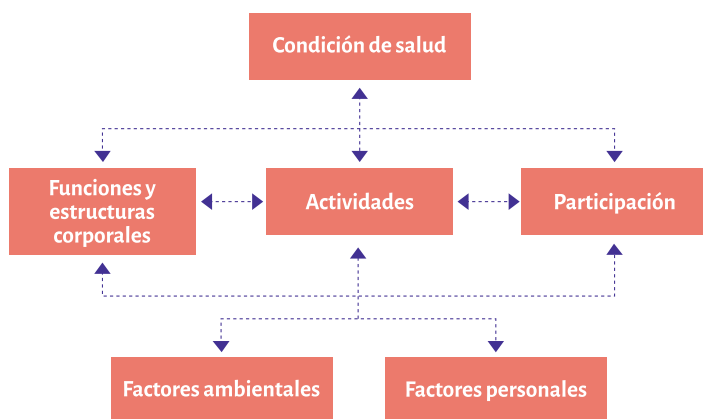 Condición de salud
Funciones y
estructuras
corporales
Actividades
Participación
Factores ambientales
Factores personales